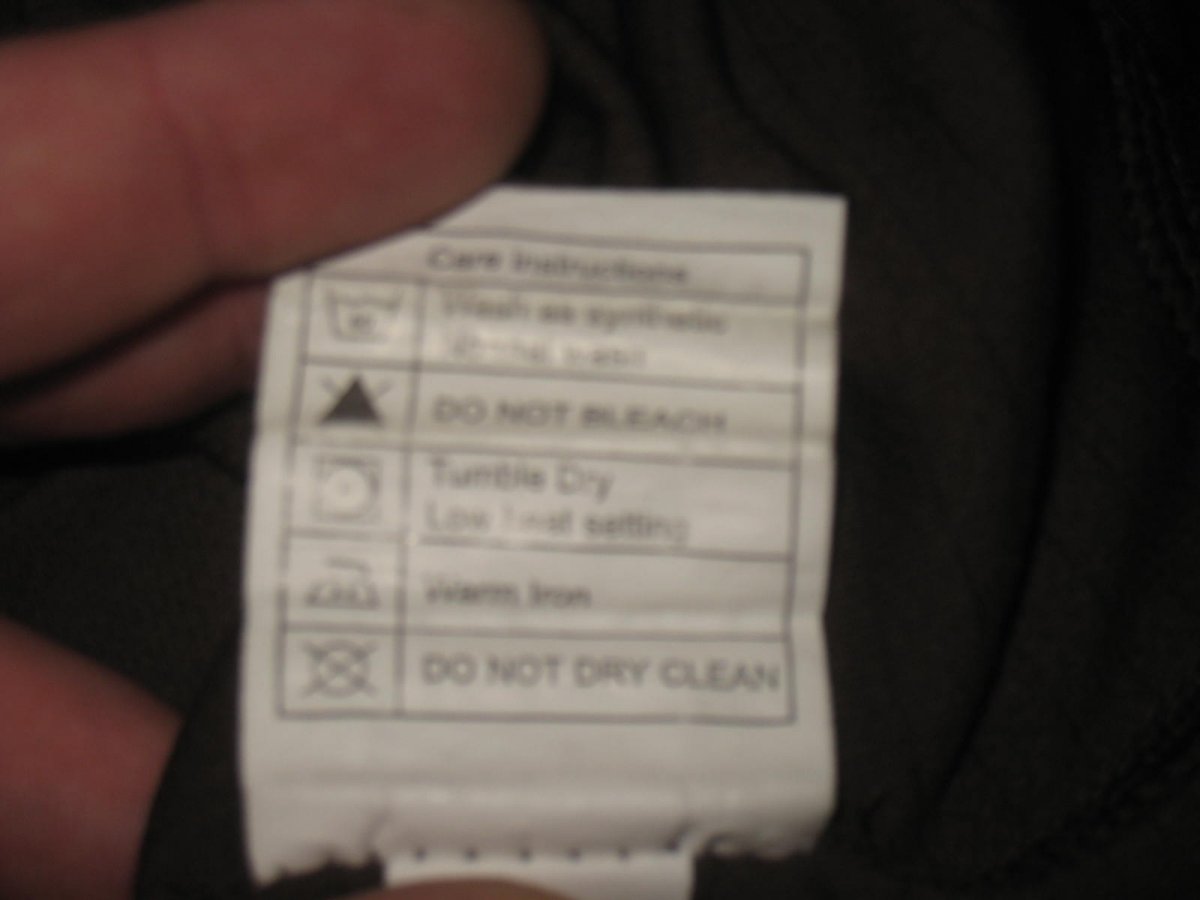 Care Instructions
Wash as synthetic
wash
DO NOT BLEACH
Tumble Dry
Low heat setting
Warm Iron
DO NOT DRY CLEAN